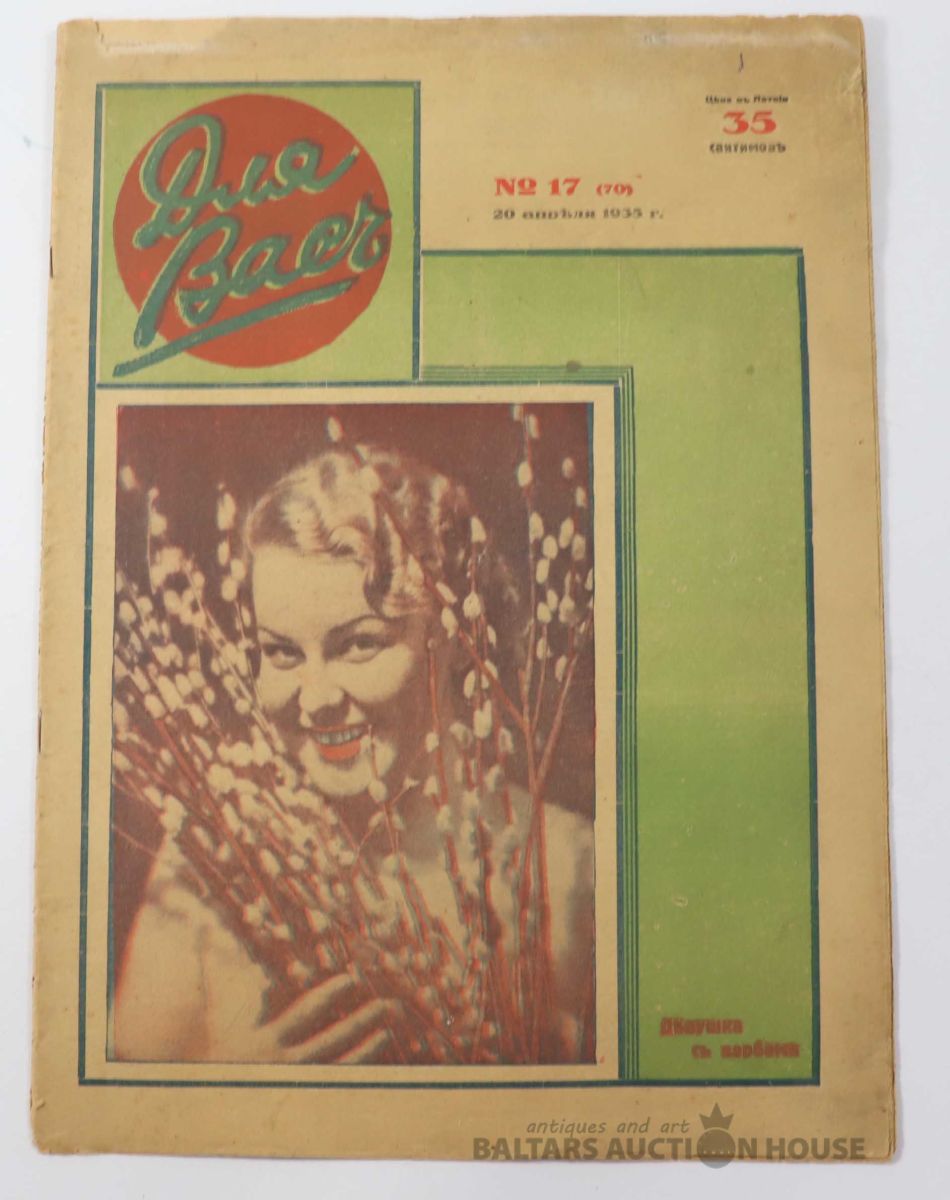 Для
Васъ
Цѣна въ Латвіи
35
сантимовъ
№ 17 (70)
20 апрѣля 1935 г.
Дѣвушка
съ вербами
antiques and art
BALTARS AUCTION HOUSE